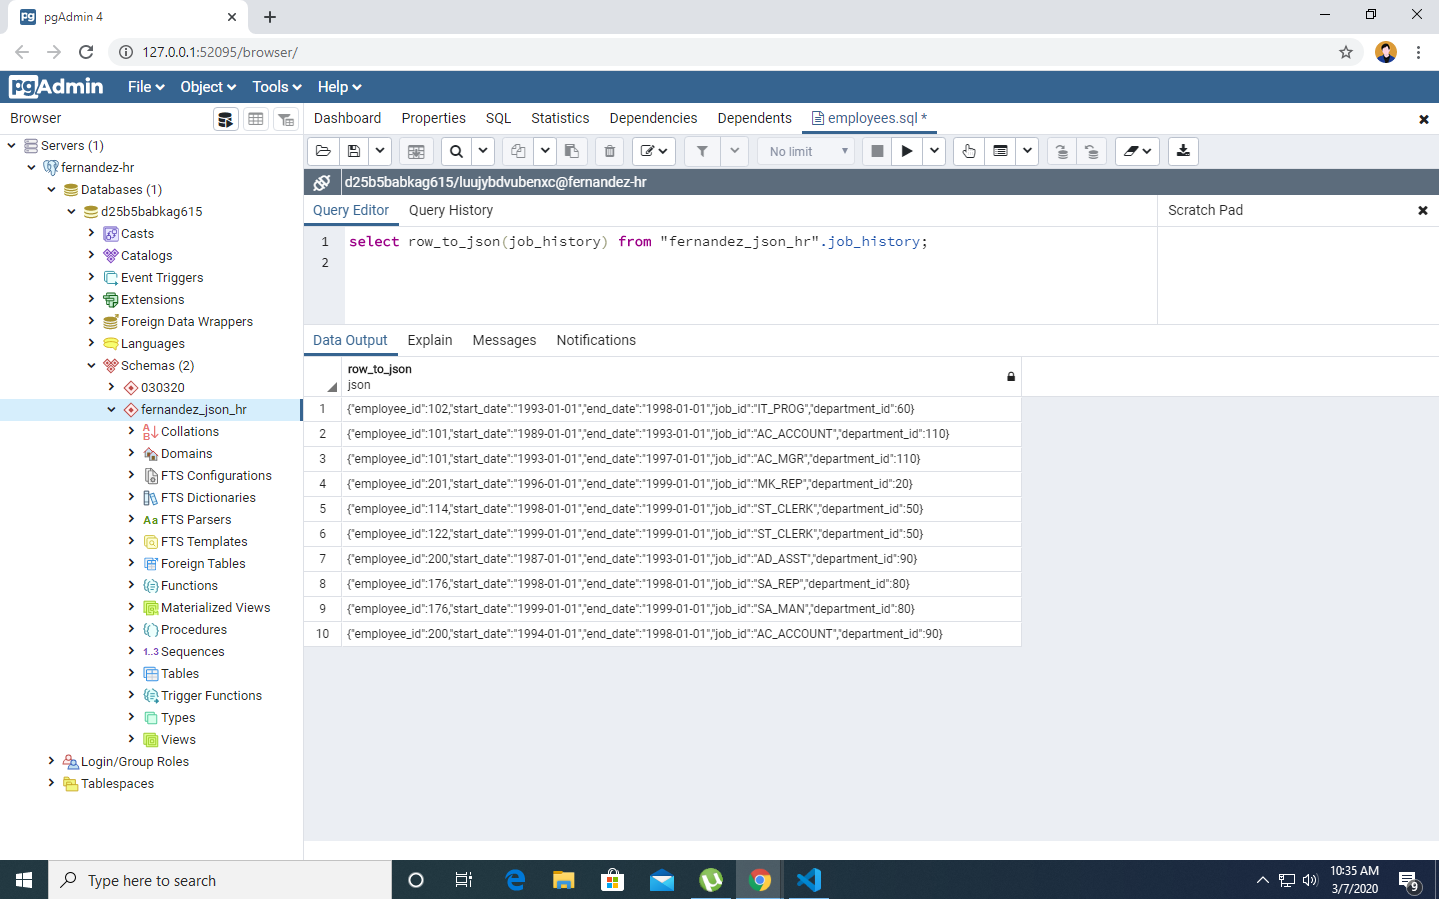 pgAdmin 4
127.0.0.1:52095/browser/
pgAdmin File Object Tools Help
Browser
Dashboard Properties SQL Statistics Dependencies Dependents employees.sql *
No limit
d25b5babkag615/luujybdvubenxc@fernandez-hr
Query Editor Query History
Scratch Pad
1 select row_to_json(job_history) from "fernandez_json_hr".job_history;
2
Servers (1)
fernandez-hr
Databases (1)
d25b5babkag615
Casts
Catalogs
Event Triggers
Extensions
Foreign Data Wrappers
Languages
Schemas (2)
030320
fernandez_json_hr
Collations
Domains
FTS Configurations
FTS Dictionaries
Aa FTS Parsers
FTS Templates
Foreign Tables
Functions
Materialized Views
Procedures
1..3 Sequences
Tables
Trigger Functions
Types
Views
Login/Group Roles
Tablespaces
Data Output Explain Messages Notifications
row_to_json
json
1 {"employee_id":102,"start_date":"1993-01-01","end_date":"1998-01-01","job_id":"IT_PROG","department_id":60}
2 {"employee_id":101,"start_date":"1989-01-01","end_date":"1993-01-01","job_id":"AC_ACCOUNT","department_id":110}
3 {"employee_id":101,"start_date":"1993-01-01","end_date":"1997-01-01","job_id":"AC_MGR","department_id":110}
4 {"employee_id":201,"start_date":"1996-01-01","end_date":"1999-01-01","job_id":"MK_REP","department_id":20}
5 {"employee_id":114,"start_date":"1998-01-01","end_date":"1999-01-01","job_id":"ST_CLERK","department_id":50}
6 {"employee_id":122,"start_date":"1999-01-01","end_date":"1999-01-01","job_id":"ST_CLERK","department_id":50}
7 {"employee_id":200,"start_date":"1987-01-01","end_date":"1993-01-01","job_id":"AD_ASST","department_id":90}
8 {"employee_id":176,"start_date":"1998-01-01","end_date":"1998-01-01","job_id":"SA_REP","department_id":80}
9 {"employee_id":176,"start_date":"1999-01-01","end_date":"1999-01-01","job_id":"SA_MAN","department_id":80}
10 {"employee_id":200,"start_date":"1994-01-01","end_date":"1998-01-01","job_id":"AC_ACCOUNT","department_id":90}
Type here to search
10:35 AM
3/7/2020
9